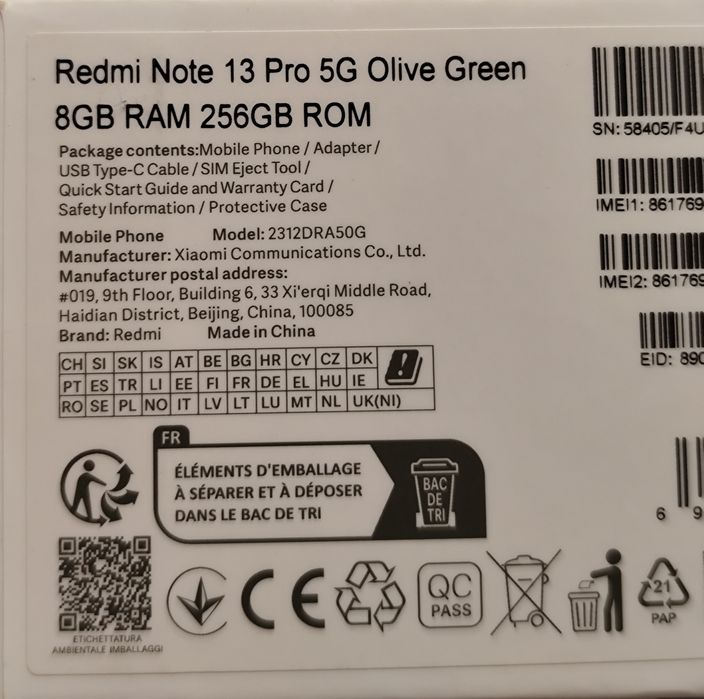 Redmi Note 13 Pro 5G Olive Green
8GB RAM 256GB ROM
Package contents:Mobile Phone / Adapter /
USB Type-C Cable / SIM Eject Tool /
Quick Start Guide and Warranty Card /
Safety Information / Protective Case
Mobile Phone Model: 2312DRA50G
Manufacturer: Xiaomi Communications Co., Ltd.
Manufacturer postal address:
#019, 9th Floor, Building 6, 33 Xi'erqi Middle Road,
Haidian District, Beijing, China, 100085
Brand: Redmi Made in China
CH SI SK IS AT BE BG HR CY CZ DK
PT ES TR LI EE FI FR DE EL HU IE
RO SE PL NO IT LV LT LU MT NL UK(NI)
SN: 58405/F4U
IMEI1: 861769
IMEI2: 861769
EID: 890
6 9
FR
ÉLÉMENTS D'EMBALLAGE
À SÉPARER ET À DÉPOSER
DANS LE BAC DE TRI
BAC
DE
TRI
ETICHETTATURA
AMBIENTALE IMBALLAGGI
CE
QC
PASS
21
PAP